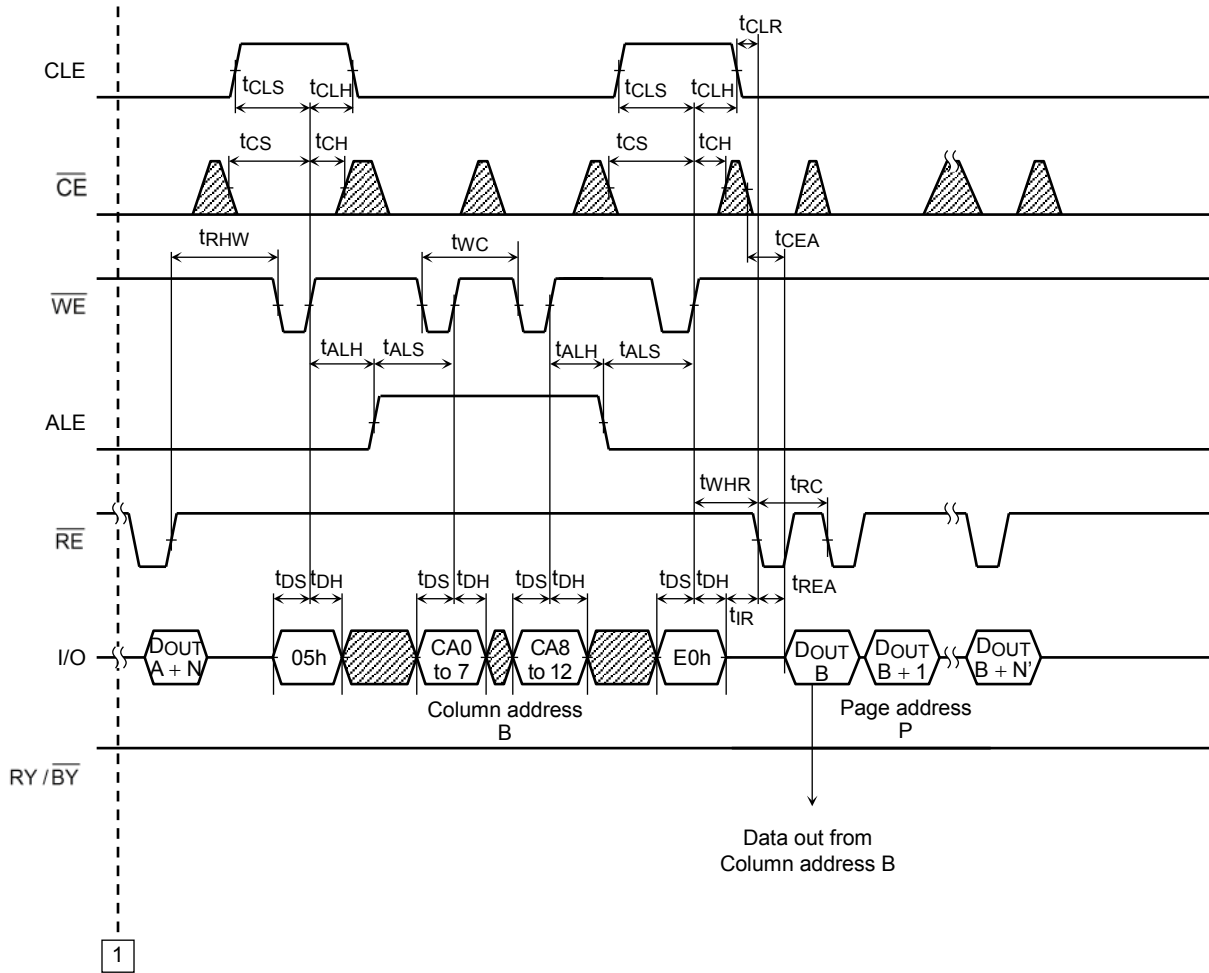 tCLR
CLE
tCLS tCLH tCLS tCLH
tCS tCH tCS tCH
CE
tCEA
tRHW tWC
WE
tALH tALS tALH tALS
ALE
tWHR tRC
RE
tDS tDH tDS tDH tDS tDH tDS tDH tREA
tIR
I/O DOUT A + N 05h CA0 to 7 CA8 to 12 E0h DOUT B DOUT B + 1 DOUT B + N’
Column address B
Page address P
RY / BY
Data out from
Column address B
1